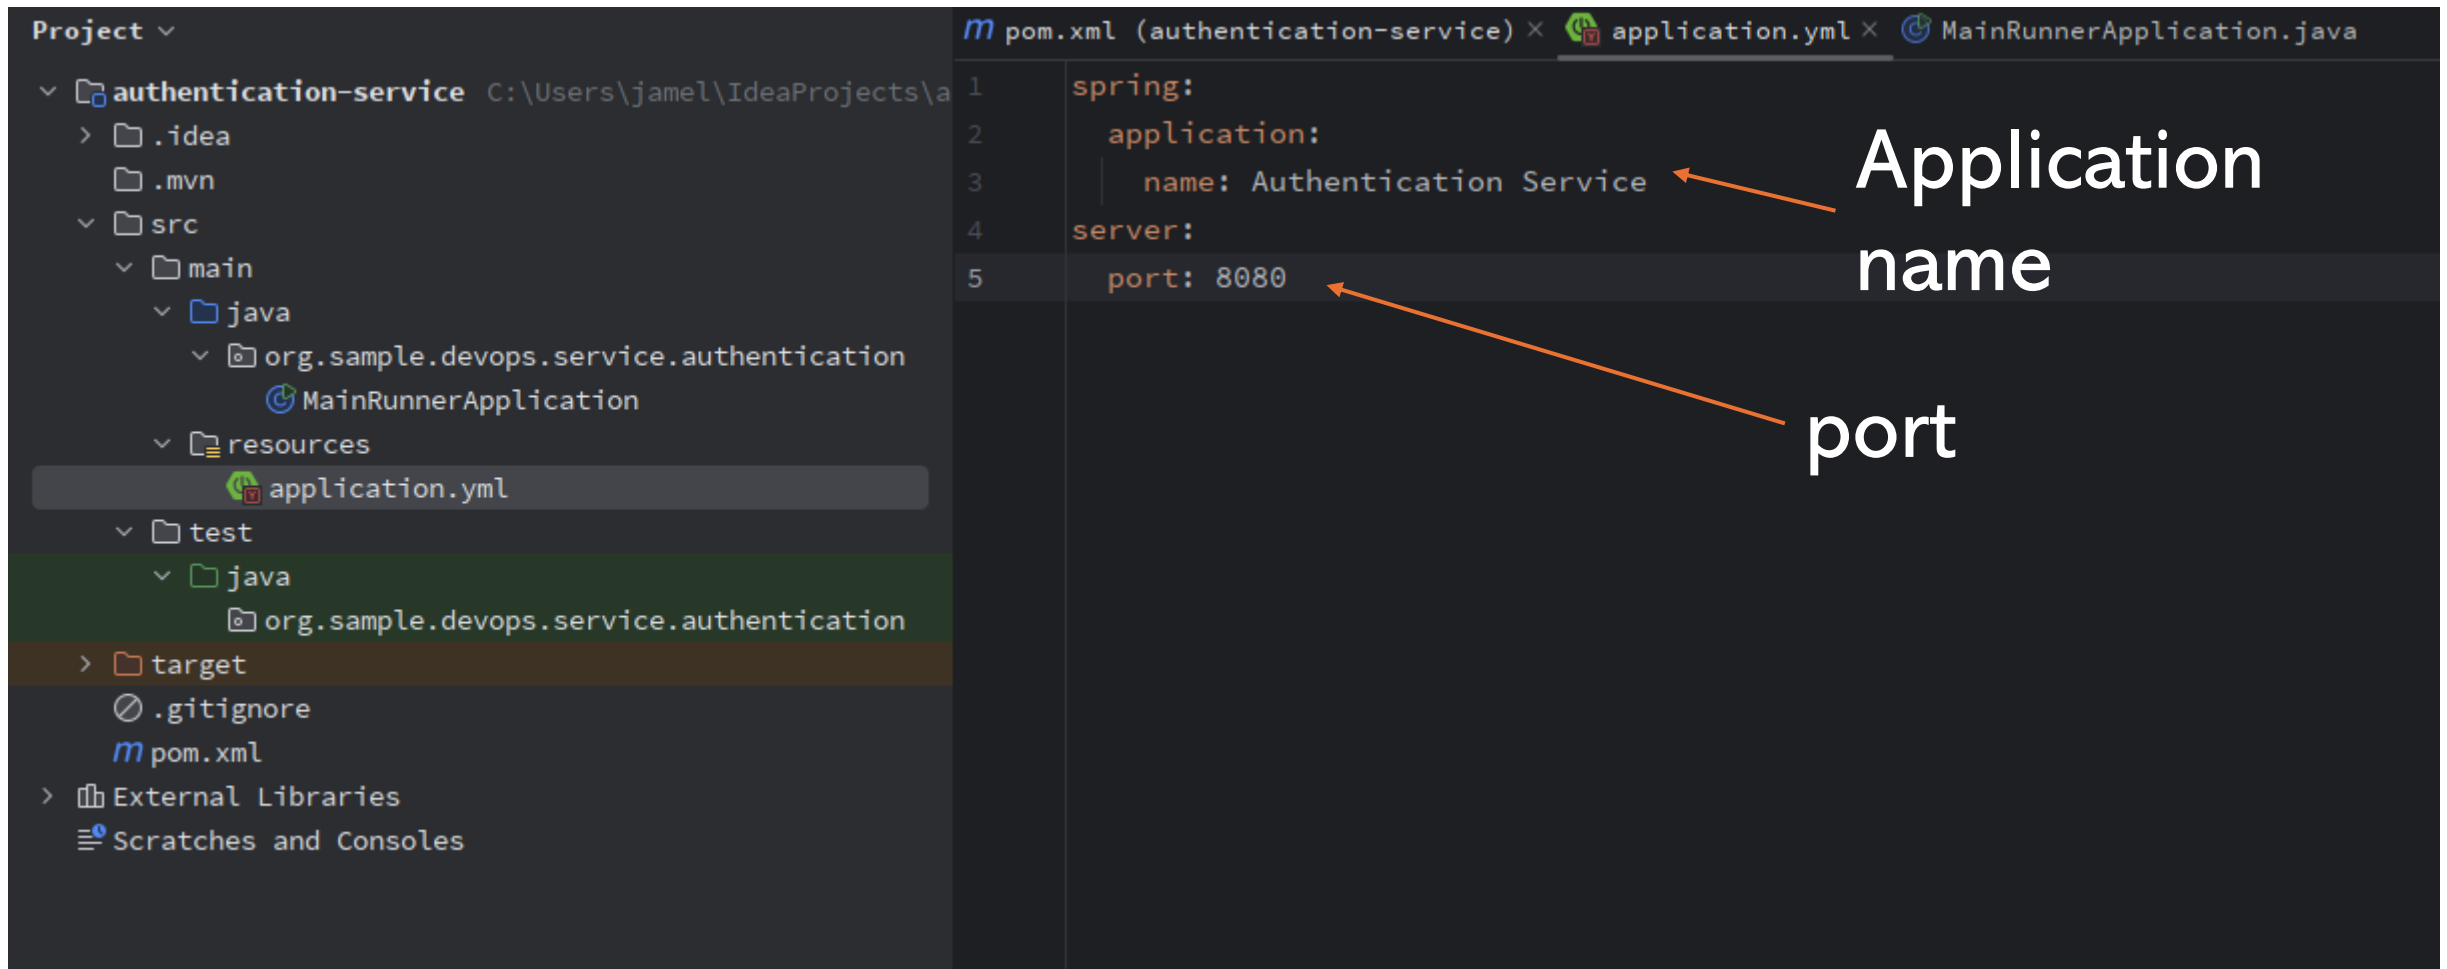 Project
authentication-service C:\Users\jamel\IdeaProjects\a
.idea
.mvn
src
main
java
org.sample.devops.service.authentication
MainRunnerApplication
resources
application.yml
test
java
org.sample.devops.service.authentication
target
.gitignore
pom.xml
External Libraries
Scratches and Consoles
pom.xml (authentication-service) application.yml MainRunnerApplication.java
1 spring:
2 application:
3 name: Authentication Service
4 server:
5 port: 8080
Application
name
port